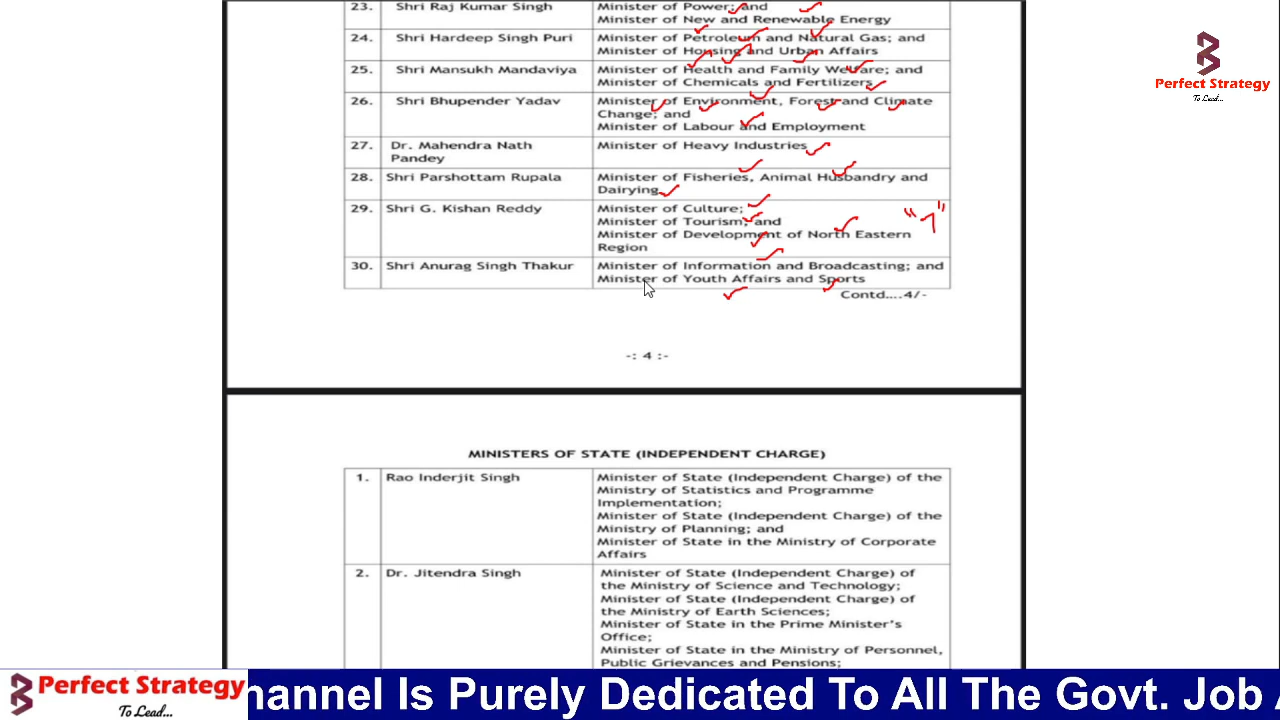 23. Shri Raj Kumar Singh Minister of Power; and
Minister of New and Renewable Energy
24. Shri Hardeep Singh Puri Minister of Petroleum and Natural Gas; and
Minister of Housing and Urban Affairs
25. Shri Mansukh Mandaviya Minister of Health and Family Welfare; and
Minister of Chemicals and Fertilizers
26. Shri Bhupender Yadav Minister of Environment, Forest and Climate
Change; and
Minister of Labour and Employment
27. Dr. Mahendra Nath Minister of Heavy Industries
Pandey
28. Shri Parshottam Rupala Minister of Fisheries, Animal Husbandry and
Dairying
29. Shri G. Kishan Reddy Minister of Culture;
Minister of Tourism; and
Minister of Development of North Eastern
Region
30. Shri Anurag Singh Thakur Minister of Information and Broadcasting; and
Minister of Youth Affairs and Sports
Contd....4/-
-: 4 :-
MINISTERS OF STATE (INDEPENDENT CHARGE)
1. Rao Inderjit Singh Minister of State (Independent Charge) of the
Ministry of Statistics and Programme
Implementation;
Minister of State (Independent Charge) of the
Ministry of Planning; and
Minister of State in the Ministry of Corporate
Affairs
2. Dr. Jitendra Singh Minister of State (Independent Charge) of
the Ministry of Science and Technology;
Minister of State (Independent Charge) of
the Ministry of Earth Sciences;
Minister of State in the Prime Minister's
Office;
Minister of State in the Ministry of Personnel,
Public Grievances and Pensions;
Perfect Strategy
To Lead...
Perfect Strategy
To Lead...
hannel Is Purely Dedicated To All The Govt. Job